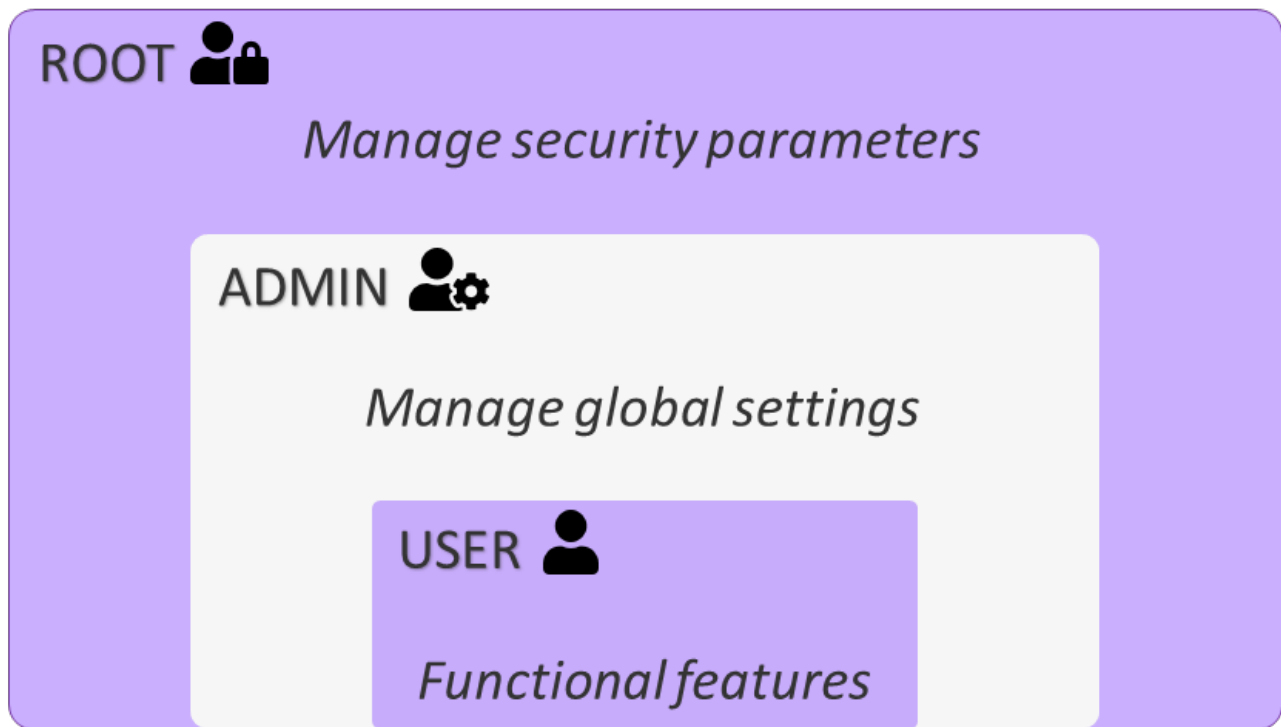 ROOT
Manage security parameters
ADMIN
Manage global settings
USER
Functional features